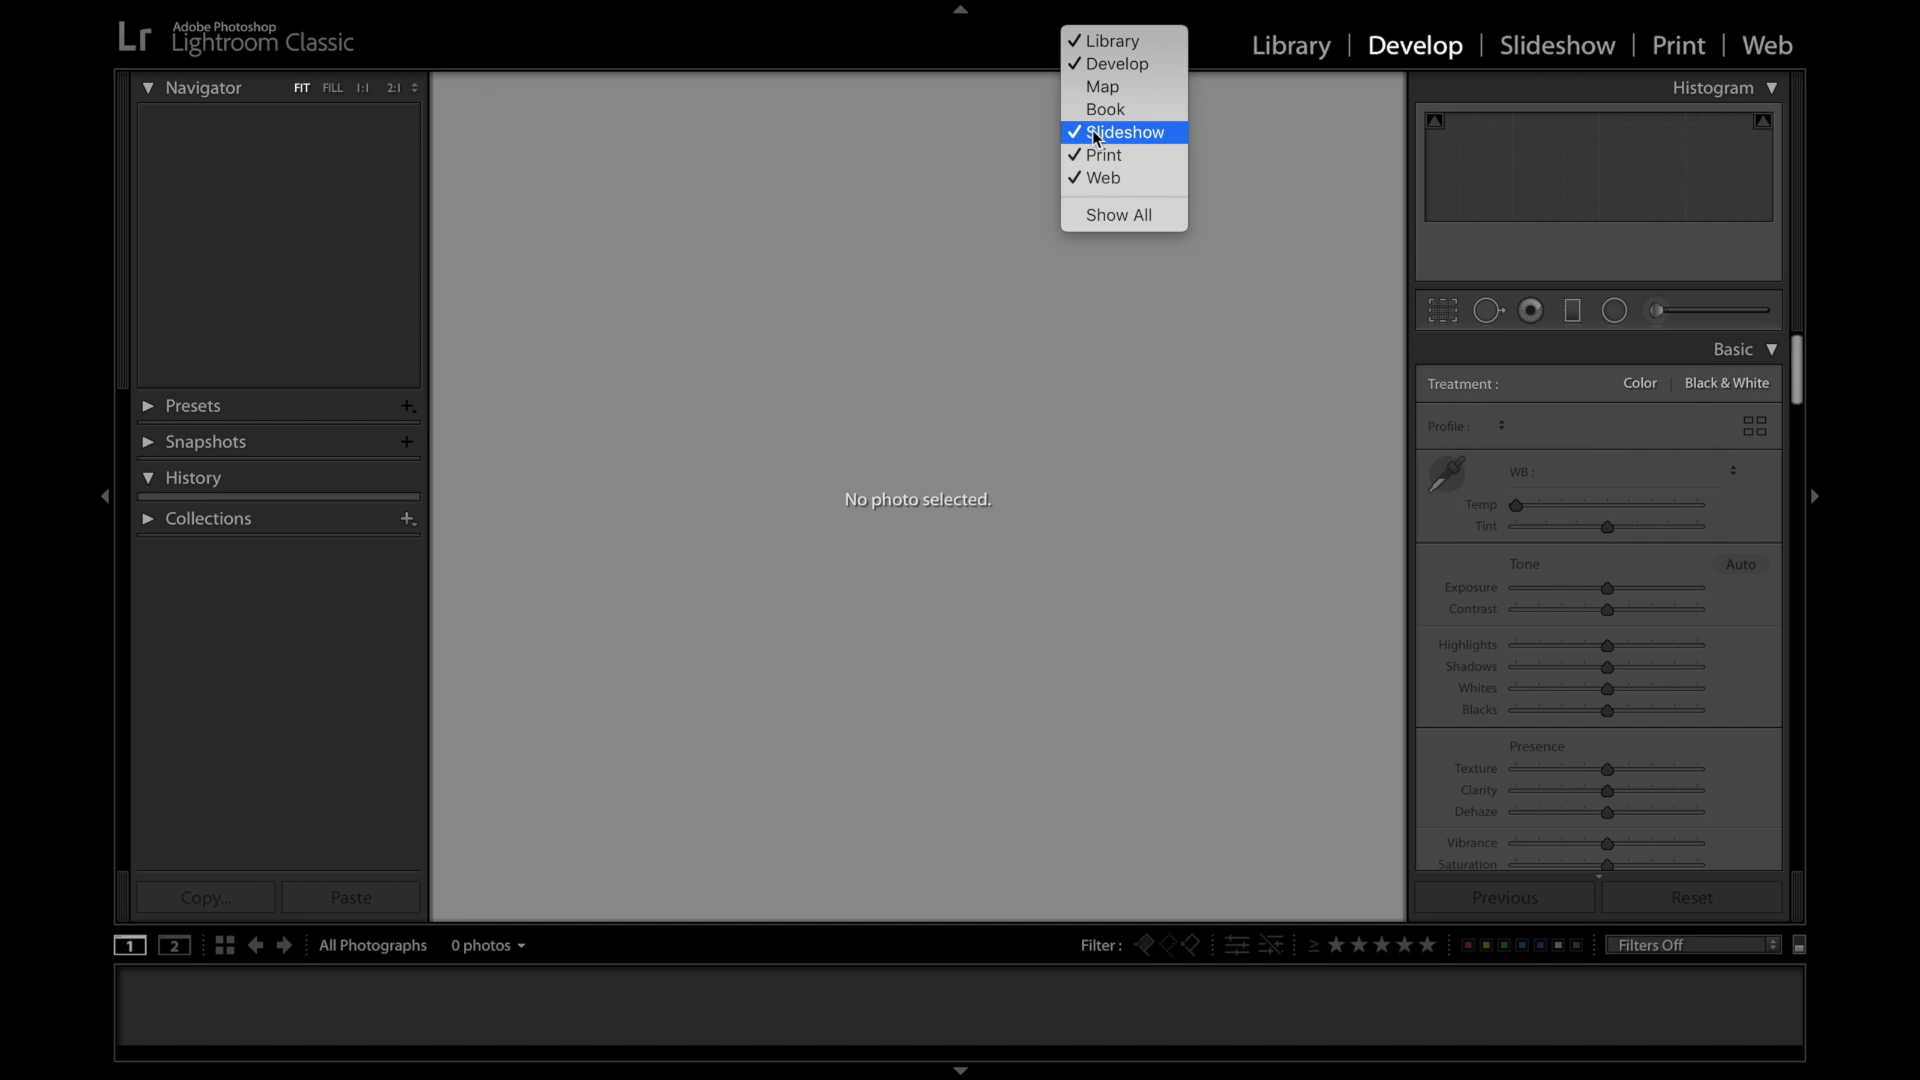 Lr Adobe Photoshop
Lightroom Classic
Library | Develop | Slideshow | Print | Web
✓ Library
✓ Develop
Map
Book
✓ Slideshow
✓ Print
✓ Web
Show All
Navigator FIT FILL 1:1 2:1
Presets
Snapshots
History
Collections
Copy... Paste
No photo selected.
Histogram
Basic
Treatment : Color | Black & White
Profile :
WB :
Temp
Tint
Tone Auto
Exposure
Contrast
Highlights
Shadows
Whites
Blacks
Presence
Texture
Clarity
Dehaze
Vibrance
Saturation
Previous Reset
1 2 All Photographs 0 photos Filter : ≥ ★★★★★ Filters Off